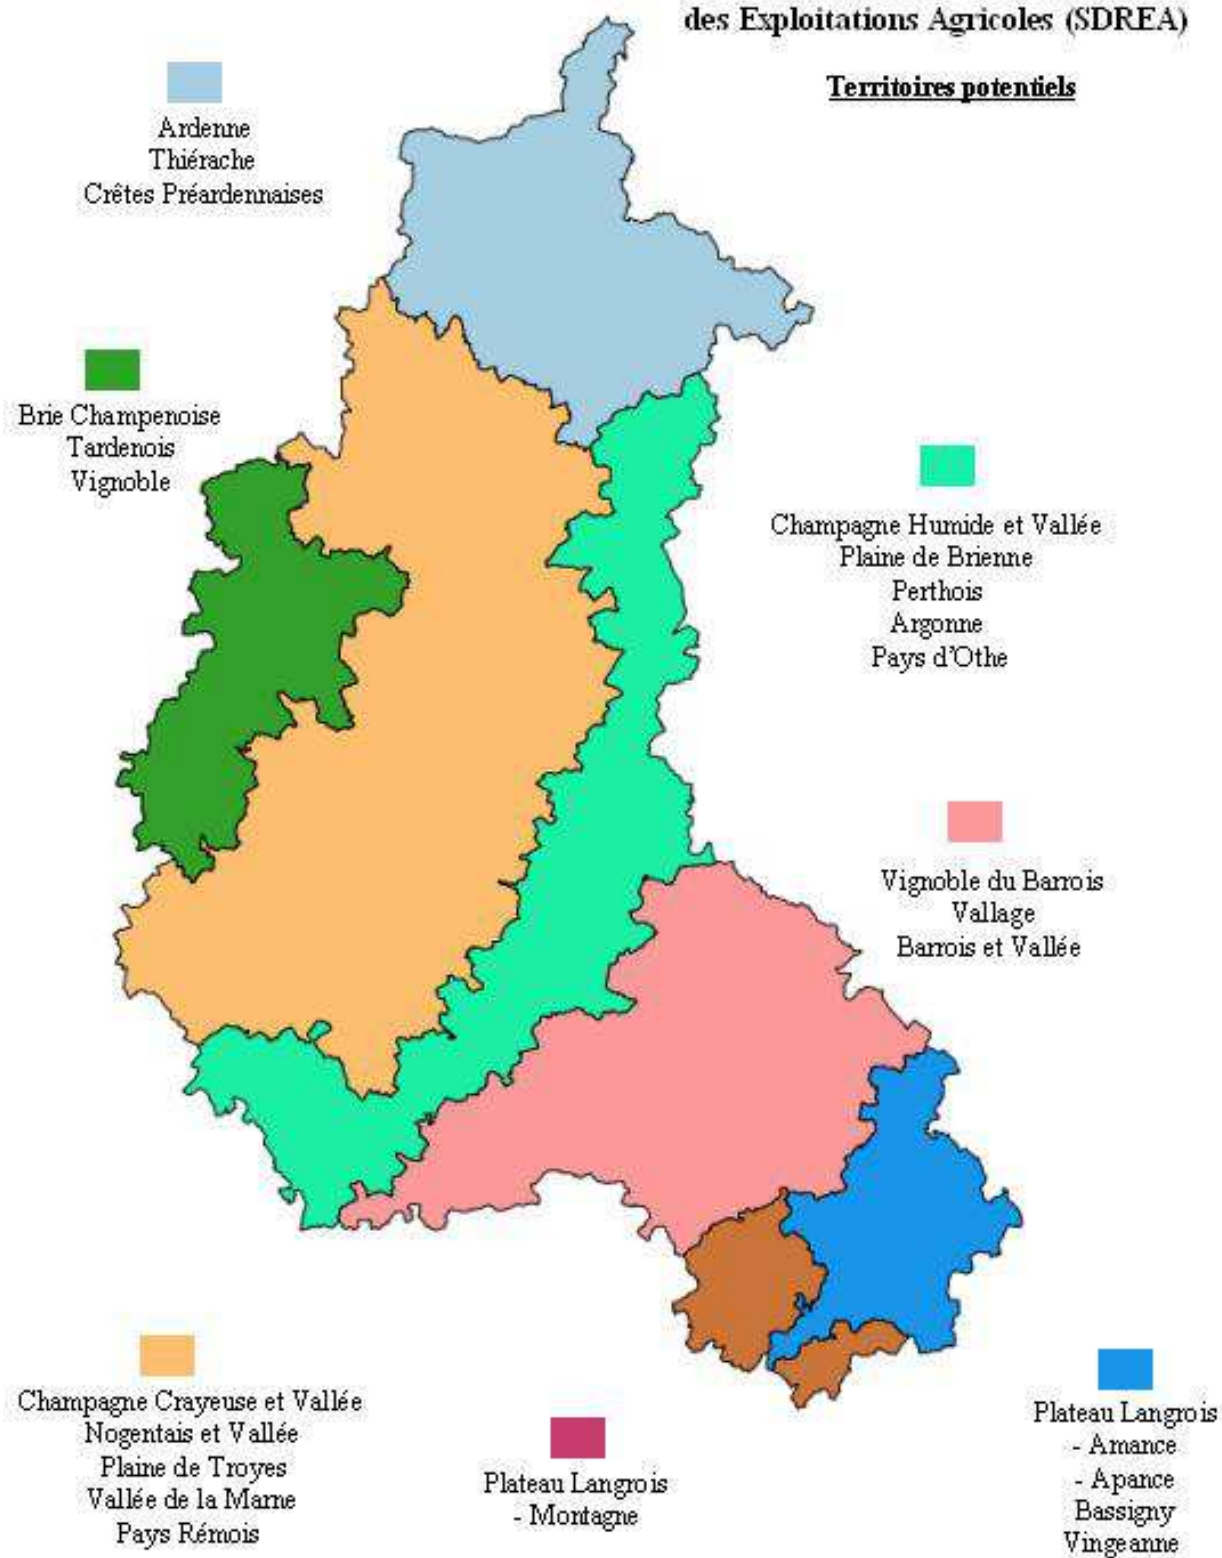 des Exploitations Agricoles (SDREA)
Territoires potentiels
Ardenne
Thiérache
Crêtes Préardennaises
Brie Champenoise
Tardenois
Vignoble
Champagne Humide et Vallée
Plaine de Brienne
Perthois
Argonne
Pays d'Othe
Vignoble du Barrois
Vallage
Barrois et Vallée
Champagne Crayeuse et Vallée
Nogentais et Vallée
Plaine de Troyes
Vallée de la Marne
Pays Rémois
Plateau Langrois
- Montagne
Plateau Langrois
- Amance
- Apance
Bassigny
Vingeanne